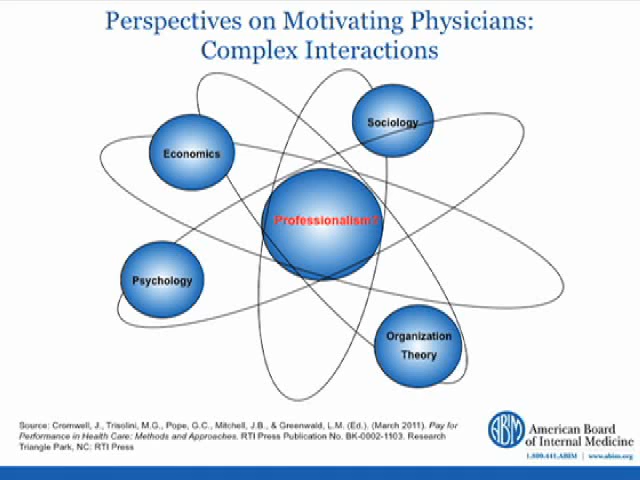 Perspectives on Motivating Physicians:
Complex Interactions
Sociology
Economics
Professionalism?
Psychology
Organization
Theory
Source: Cromwell, J., Trisolini, M.G., Pope, G.C., Mitchell, J.B., & Greenwald, L.M. (Ed.). (March 2011). Pay for
Performance in Health Care: Methods and Approaches. RTI Press Publication No. BK-0002-1103. Research
Triangle Park, NC: RTI Press
ABIM
American Board
of Internal Medicine
1.800.441.ABIM | www.abim.org